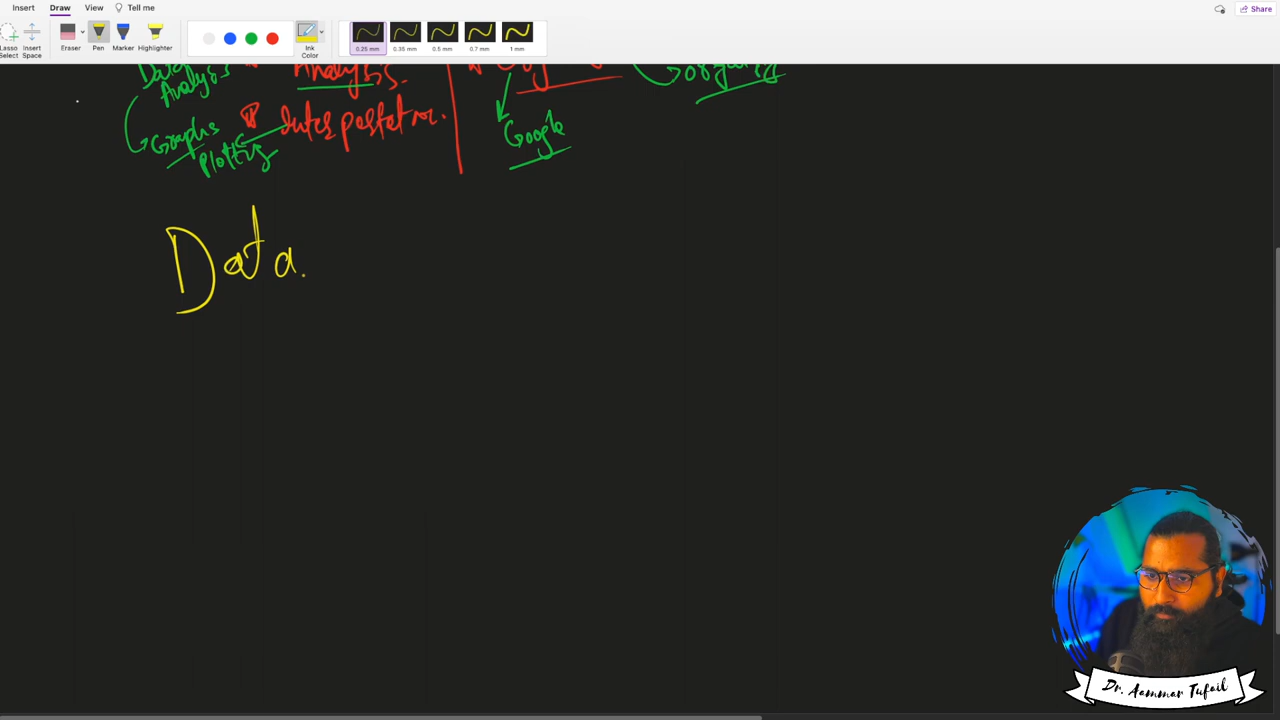 Insert Draw View Tell me
Share
Lasso Select
Insert Space
Eraser
Pen
Marker
Highlighter
Ink Color
0.25 mm
0.35 mm
0.5 mm
0.7 mm
1 mm
Data Analysis
Analysis.
Graphs
Plotting
Google
Data.
Dr. Aammar Tufail